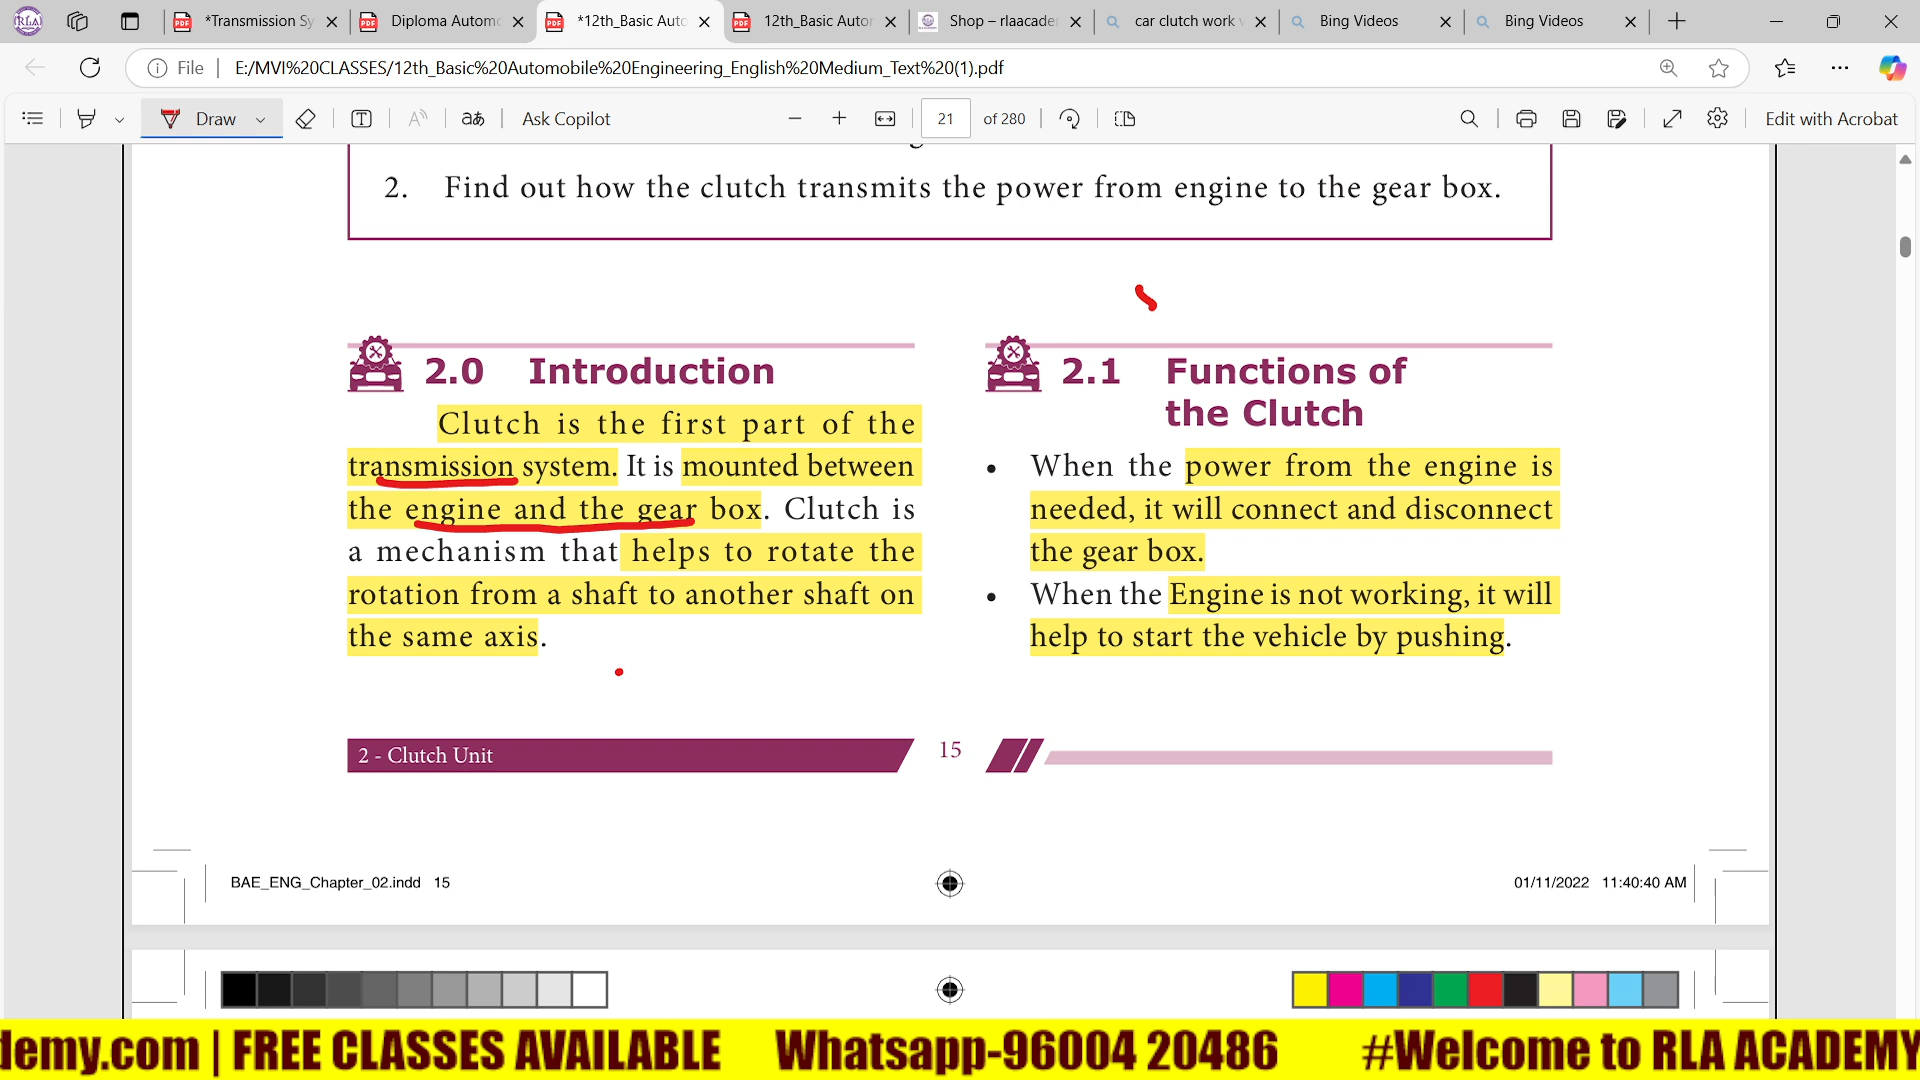 *Transmission Sy
Diploma Automo
*12th_Basic Auto
12th_Basic Autor
Shop – rlaacader
car clutch work v
Bing Videos
Bing Videos
File
E:/MVI%20CLASSES/12th_Basic%20Automobile%20Engineering_English%20Medium_Text%20(1).pdf
Draw
aあ
Ask Copilot
21 of 280
Edit with Acrobat
2. Find out how the clutch transmits the power from engine to the gear box.
2.0 Introduction
Clutch is the first part of the
transmission system. It is mounted between
the engine and the gear box. Clutch is
a mechanism that helps to rotate the
rotation from a shaft to another shaft on
the same axis.
2.1 Functions of
the Clutch
• When the power from the engine is
needed, it will connect and disconnect
the gear box.
• When the Engine is not working, it will
help to start the vehicle by pushing.
2 - Clutch Unit
15
BAE_ENG_Chapter_02.indd 15
01/11/2022 11:40:40 AM
demy.com | FREE CLASSES AVAILABLE Whatsapp-96004 20486 #Welcome to RLA ACADEMY